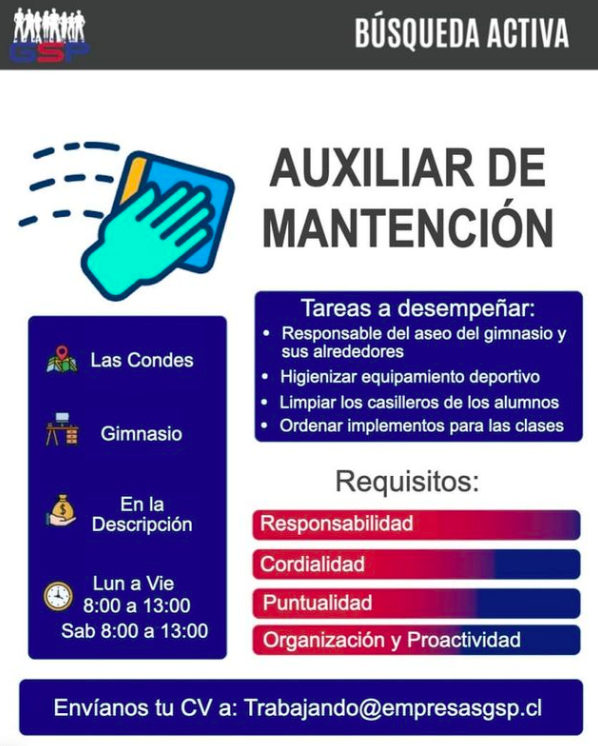 GSP
BÚSQUEDA ACTIVA
AUXILIAR DE
MANTENCIÓN
Las Condes
Gimnasio
En la
Descripción
Lun a Vie
8:00 a 13:00
Sab 8:00 a 13:00
Tareas a desempeñar:
• Responsable del aseo del gimnasio y
sus alrededores
• Higienizar equipamiento deportivo
• Limpiar los casilleros de los alumnos
• Ordenar implementos para las clases
Requisitos:
Responsabilidad
Cordialidad
Puntualidad
Organización y Proactividad
Envíanos tu CV a: Trabajando@empresasgsp.cl